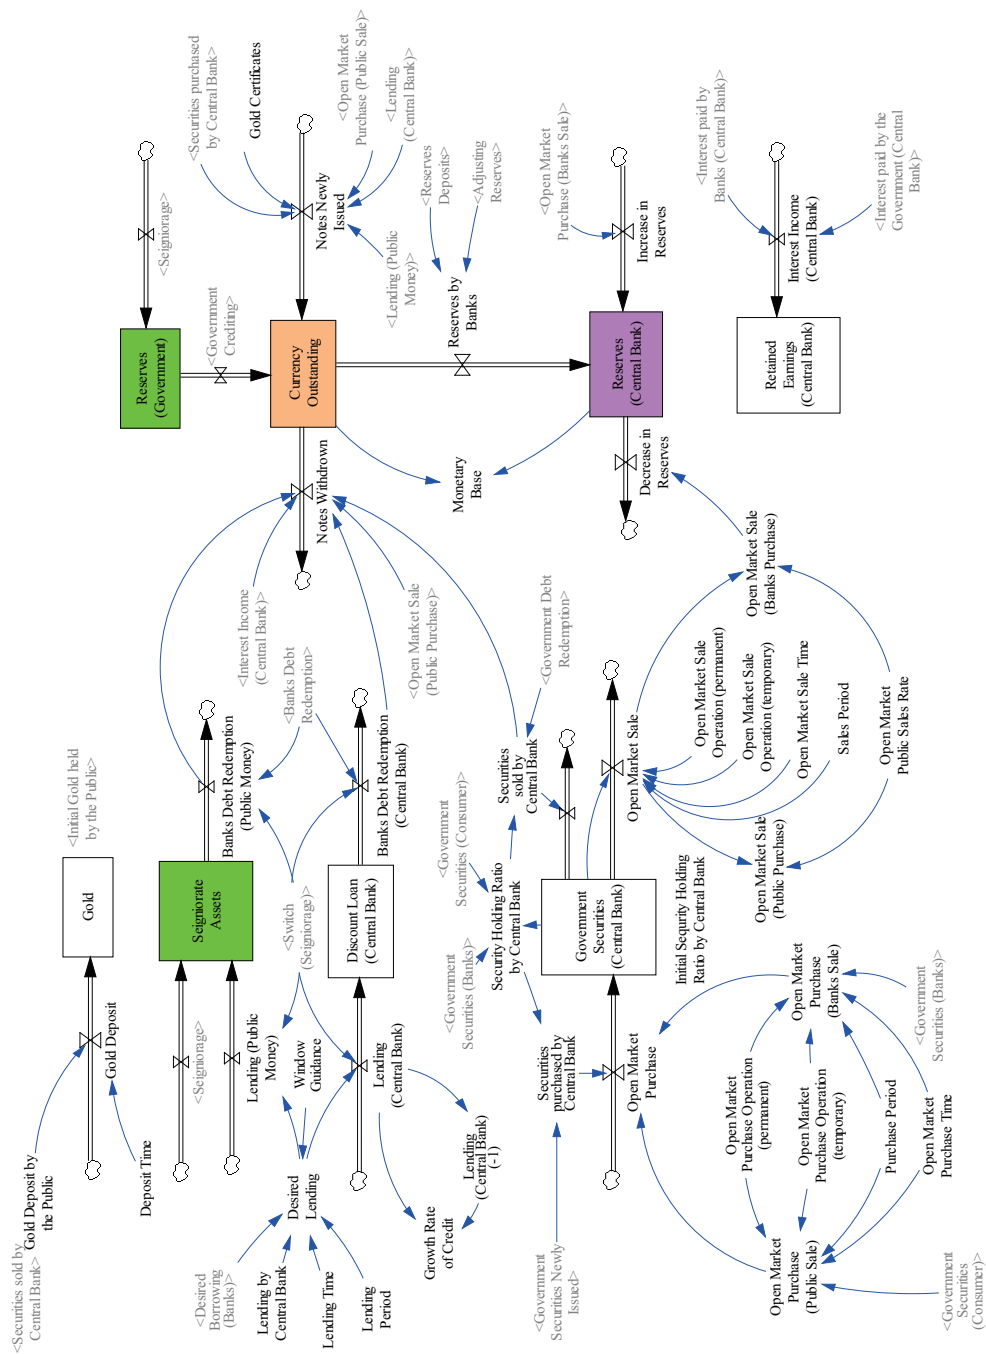 <Securities sold by
Central Bank>
Gold Deposit by
the Public
Deposit Time
Gold Deposit
Gold
<Initial Gold held
by the Public>
<Seigniorage>
Lending (Public
Money)
Seigniorate
Assets
Banks Debt Redemption
(Public Money)
<Switch
(Seigniorage)>
<Banks Debt
Redemption>
<Interest Income
(Central Bank)>
Window
Guidance
Desired
Lending
<Desired
Borrowing
(Banks)>
Lending by
Central Bank
Lending Time
Lending
Period
Lending
(Central Bank)
Discount Loan
(Central Bank)
Banks Debt Redemption
(Central Bank)
Growth Rate
of Credit
Lending
(Central Bank)
(-1)
<Open Market Sale
(Public Purchase)>
Reserves
(Government)
<Seigniorage>
<Government
Crediting>
<Securities purchased
by Central Bank>
Gold Certificates
Notes Newly
Issued
<Open Market
Purchase (Public Sale)>
<Lending
(Central Bank)>
<Lending (Public
Money)>
Currency
Outstanding
Notes Withdrown
Monetary
Base
<Reserves
Deposits>
<Adjusting
Reserves>
Reserves by
Banks
<Open Market
Purchase (Banks Sale)>
Increase in
Reserves
Reserves
(Central Bank)
Decrease in
Reserves
<Interest paid by
Banks (Central Bank)>
<Interest paid by the
Government (Central
Bank)>
Interest Income
(Central Bank)
Retained
Earnings
(Central Bank)
<Government
Securities (Consumer)>
<Government
Securities (Banks)>
Security Holding Ratio
by Central Bank
Securities
sold by
Central Bank
<Government Debt
Redemption>
Securities
purchased by
Central Bank
<Government
Securities Newly
Issued>
Government
Securities
(Central Bank)
Open Market
Purchase
Open Market Sale
Initial Sequrity Holding
Ratio by Central Bank
Open Market Sale
Operation (permanent)
Open Market Sale
Operation (temporary)
Open Market Sale Time
Sales Period
Open Market
Public Sales Rate
Open Market Sale
(Banks Purchase)
Open Market Sale
(Public Purchase)
Open Market
Purchase
(Banks Sale)
<Government
Securities (Banks)>
Open Market
Purchase Operation
(permanent)
Open Market
Purchase Operation
(temporary)
Purchase Period
Open Market
Purchase Time
Open Market
Purchase
(Public Sale)
<Government
Securities
(Consumer)>